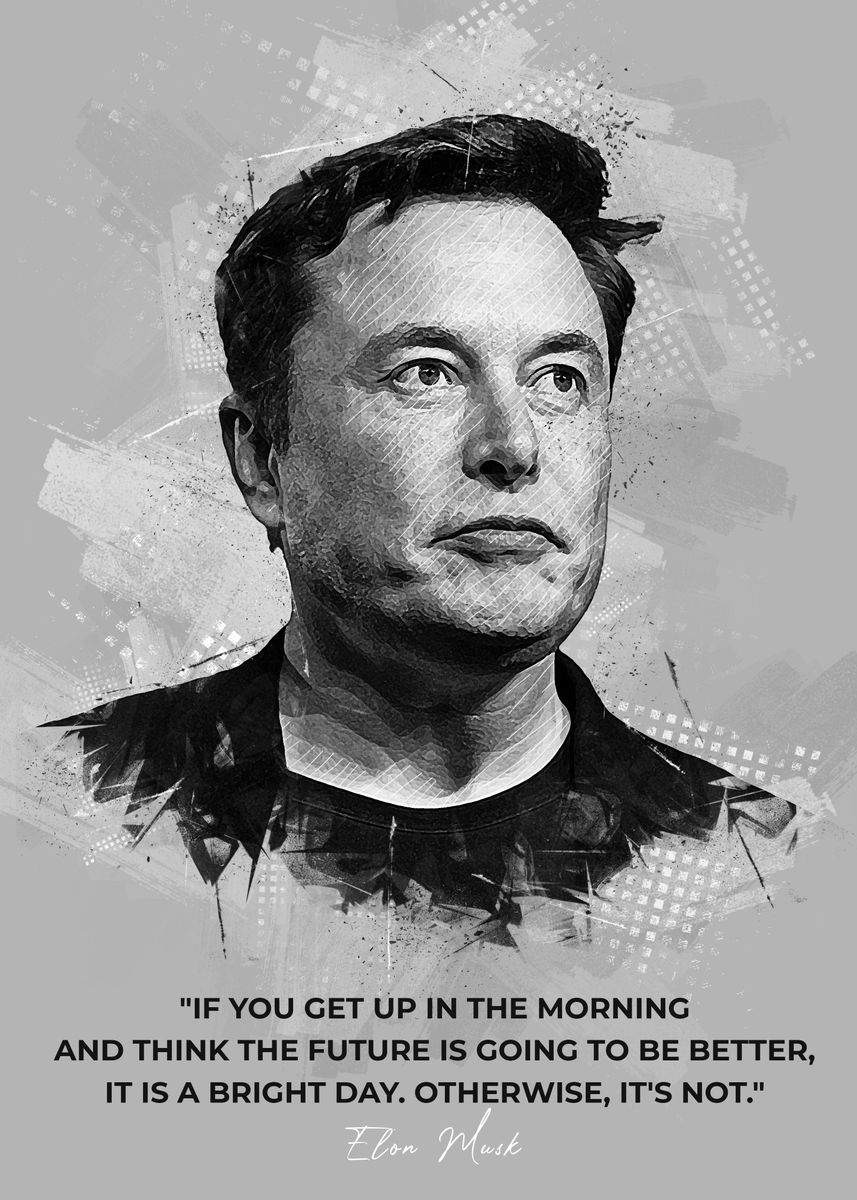 "IF YOU GET UP IN THE MORNING
AND THINK THE FUTURE IS GOING TO BE BETTER,
IT IS A BRIGHT DAY. OTHERWISE, IT'S NOT."
Elon Musk